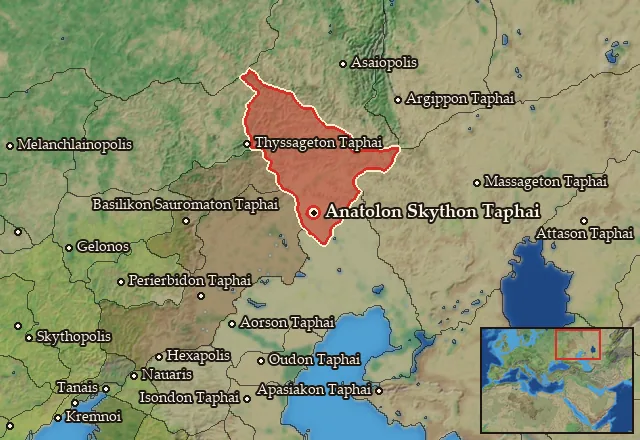 Asaiopolis
Argippon Taphai
Thyssageton Taphai
Melanchlainopolis
Massageton Taphai
Basilikon Sauromaton Taphai
Anatolon Skython Taphai
Attason Taphai
Gelonos
Perierbidon Taphai
Aorson Taphai
Skythopolis
Hexapolis
Oudon Taphai
Nauaris
Tanais
Apasiakon Taphai
Isondon Taphai
Kremnoi